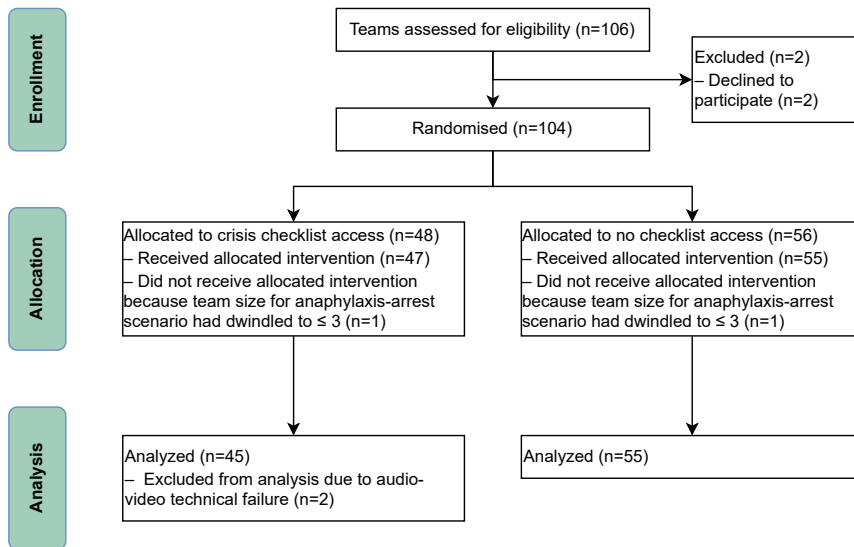 Enrollment
Teams assessed for eligibility (n=106)
Excluded (n=2)
– Declined to
participate (n=2)
Randomised (n=104)
Allocation
Allocated to crisis checklist access (n=48)
– Received allocated intervention (n=47)
– Did not receive allocated intervention
because team size for anaphylaxis-arrest
scenario had dwindled to ≤ 3 (n=1)
Allocated to no checklist access (n=56)
– Received allocated intervention (n=55)
– Did not receive allocated intervention
because team size for anaphylaxis-arrest
scenario had dwindled to ≤ 3 (n=1)
Analysis
Analyzed (n=45)
– Excluded from analysis due to audio-
video technical failure (n=2)
Analyzed (n=55)